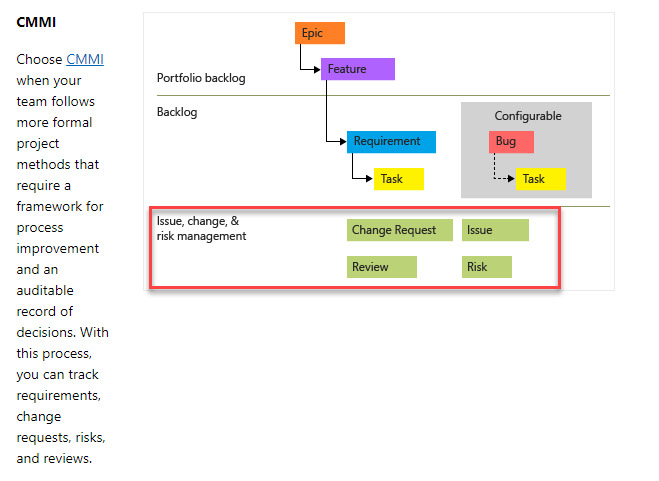 CMMI
Choose CMMI
when your
team follows
more formal
project
methods that
require a
framework for
process
improvement
and an
auditable
record of
decisions. With
this process,
you can track
requirements,
change
requests, risks,
and reviews.
Epic
Feature
Portfolio backlog
Backlog
Configurable
Requirement
Bug
Task
Task
Issue, change, &
risk management
Change Request
Issue
Review
Risk